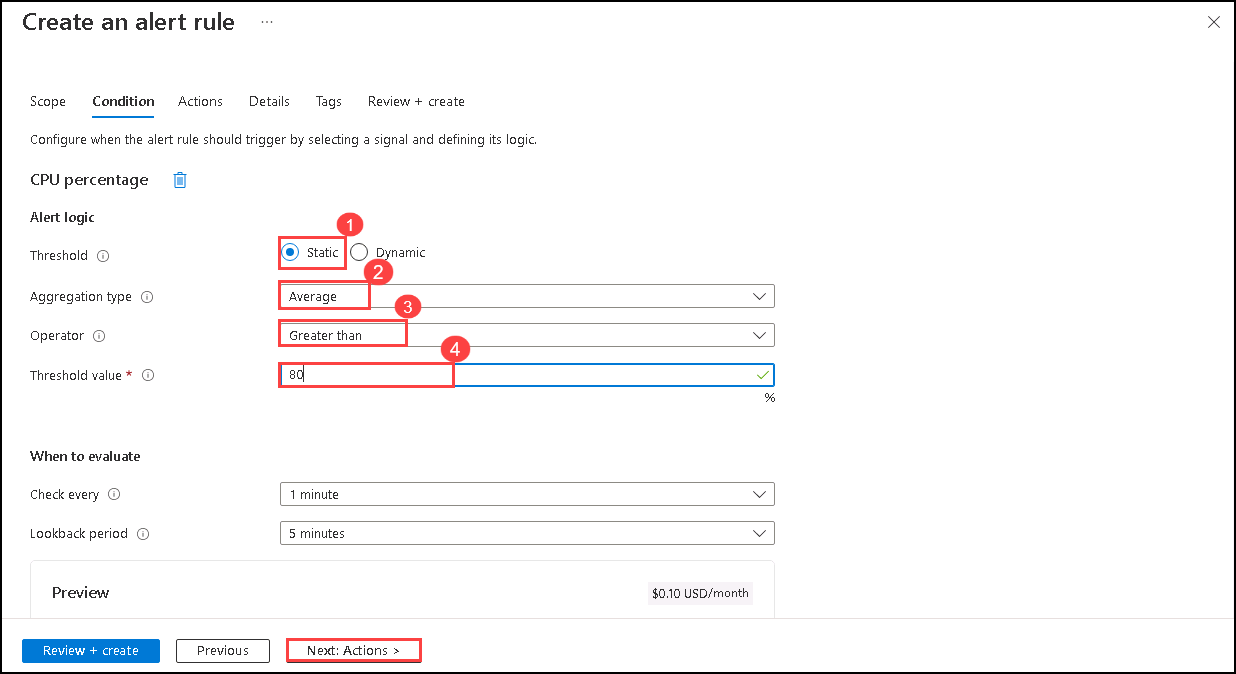 Create an alert rule ...
Scope Condition Actions Details Tags Review + create
Configure when the alert rule should trigger by selecting a signal and defining its logic.
CPU percentage
Alert logic
1
Threshold Static Dynamic
2
Aggregation type Average
3
Operator Greater than
4
Threshold value * 80
%
When to evaluate
Check every 1 minute
Lookback period 5 minutes
Preview $0.10 USD/month
Review + create Previous Next: Actions >